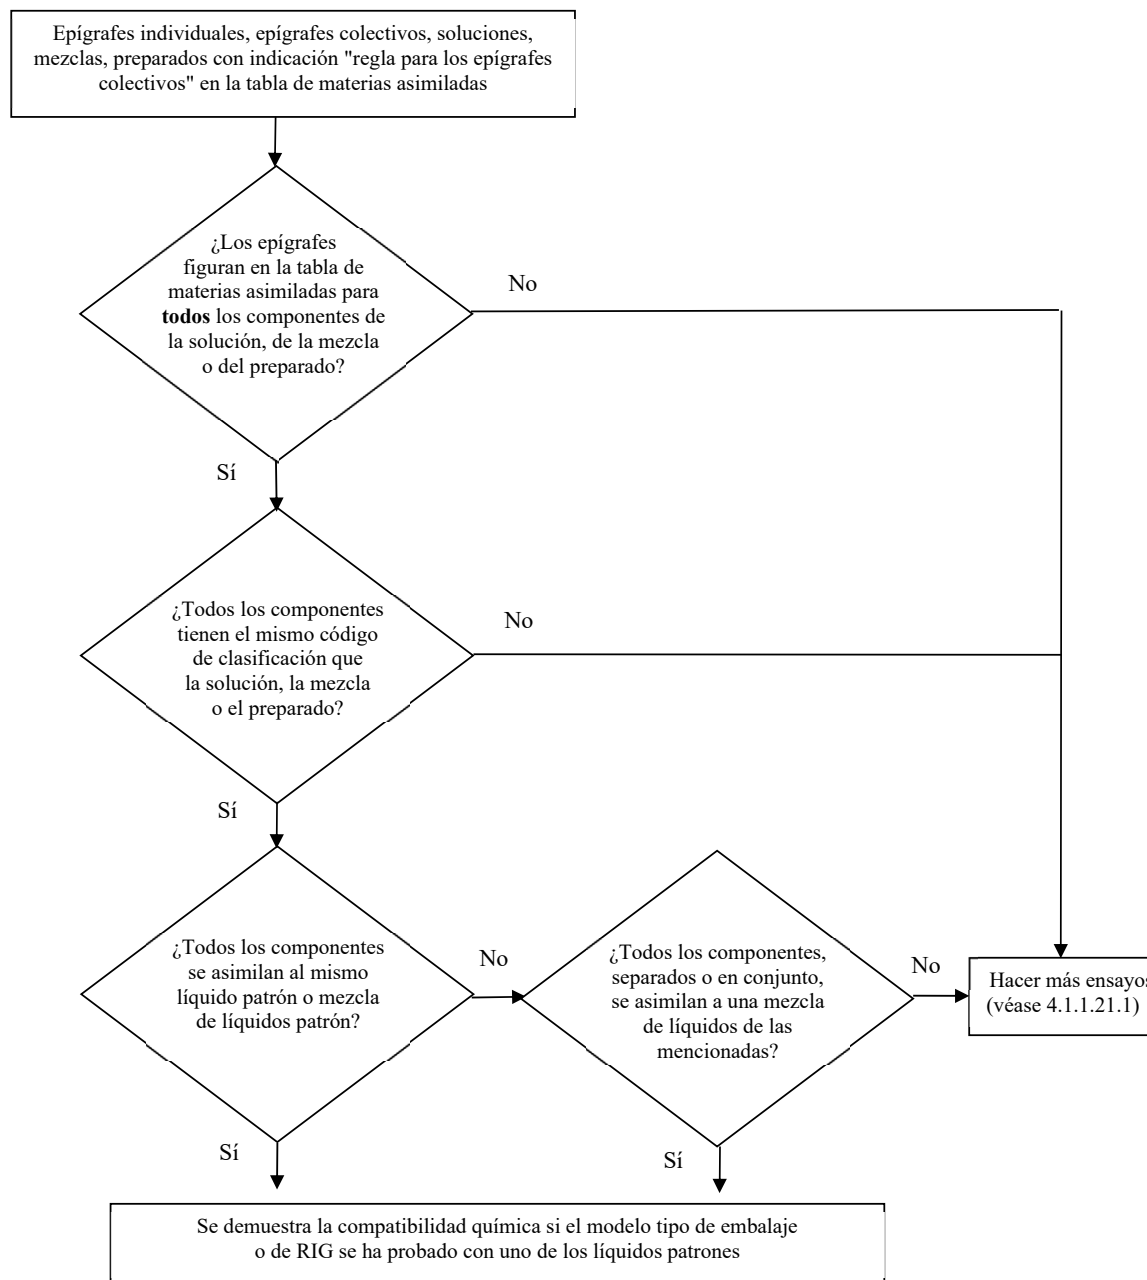 Epígrafes individuales, epígrafes colectivos, soluciones,
mezclas, preparados con indicación "regla para los epígrafes
colectivos" en la tabla de materias asimiladas
¿Los epígrafes
figuran en la tabla de
materias asimiladas para
todos los componentes de
la solución, de la mezcla
o del preparado?
No
Sí
¿Todos los componentes
tienen el mismo código
de clasificación que
la solución, la mezcla
o el preparado?
No
Sí
¿Todos los componentes
se asimilan al mismo
líquido patrón o mezcla
de líquidos patrón?
No
¿Todos los componentes,
separados o en conjunto,
se asimilan a una mezcla
de líquidos de las
mencionadas?
No
Hacer más ensayos
(véase 4.1.1.21.1)
Sí
Sí
Se demuestra la compatibilidad química si el modelo tipo de embalaje
o de RIG se ha probado con uno de los líquidos patrones